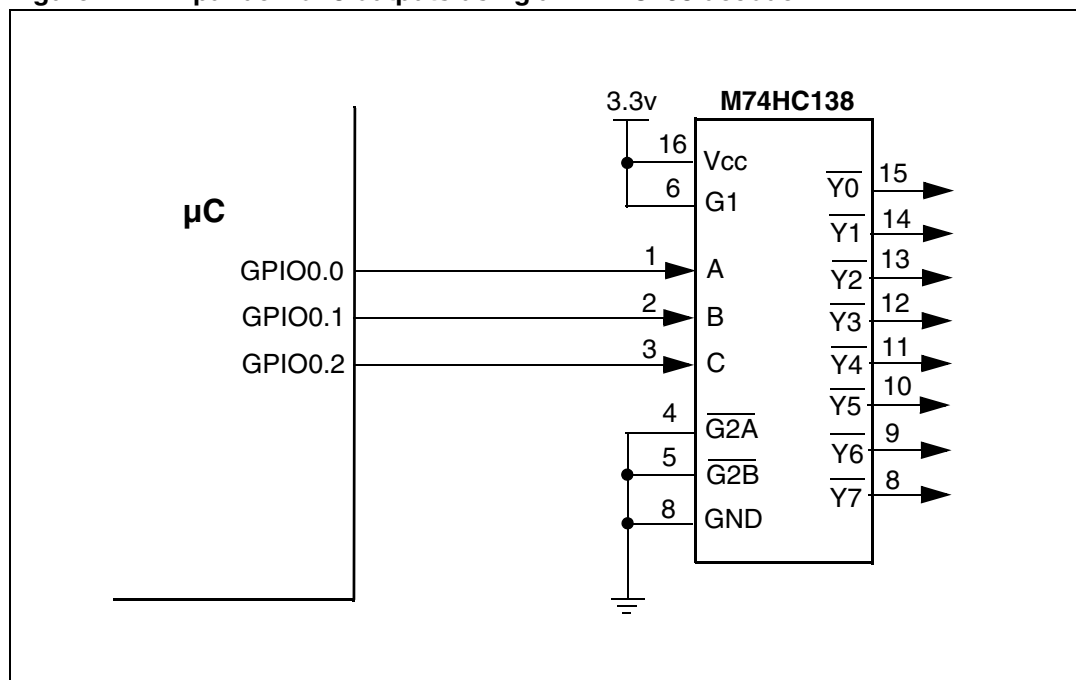 3.3v
M74HC138
16
Vcc
6
G1
µC
GPIO0.0
1
A
GPIO0.1
2
B
GPIO0.2
3
C
4
G2A
5
G2B
8
GND
Y0
15
Y1
14
Y2
13
Y3
12
Y4
11
Y5
10
Y6
9
Y7
8